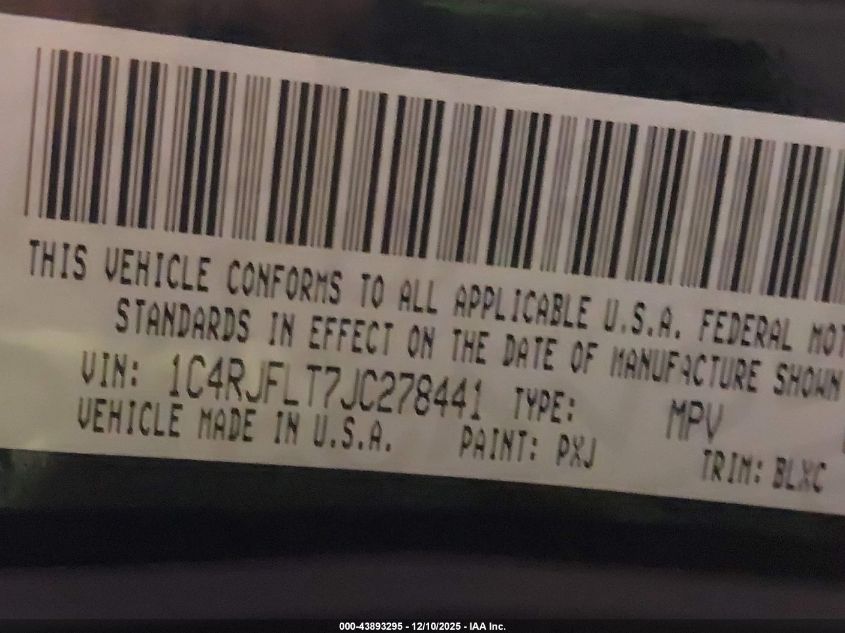 THIS VEHICLE CONFORMS TO ALL APPLICABLE U.S.A. FEDERAL MOT
STANDARDS IN EFFECT ON THE DATE OF MANUFACTURE SHOWN
VIN: 1C4RJFLT7JC278441 TYPE: MPV
VEHICLE MADE IN U.S.A. PAINT: PXJ TRIM: BLXC
000-43893295 - 12/10/2025 - IAA Inc.